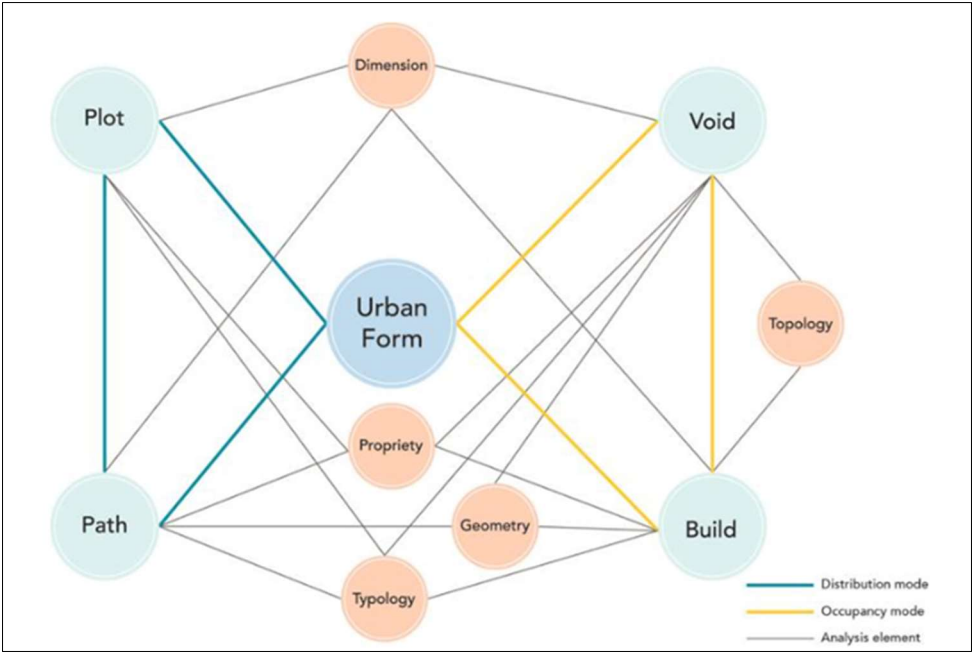 Dimension
Plot
Void
Urban
Form
Topology
Propriety
Path
Geometry
Build
Typology
Distribution mode
Occupancy mode
Analysis element